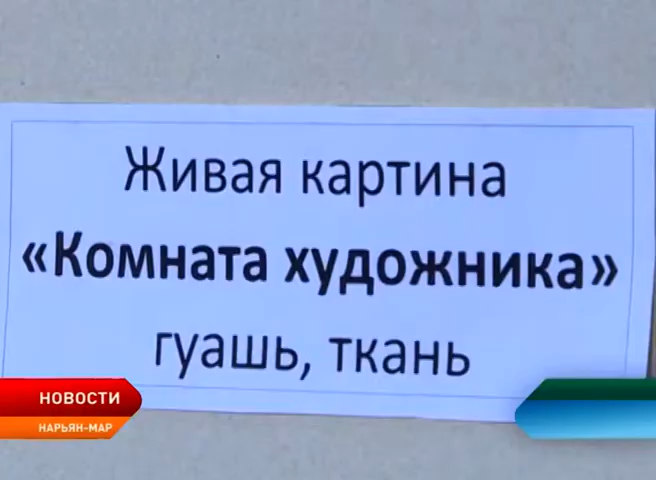 Живая картина
«Комната художника»
гуашь, ткань
НОВОСТИ
НАРЬЯН-МАР